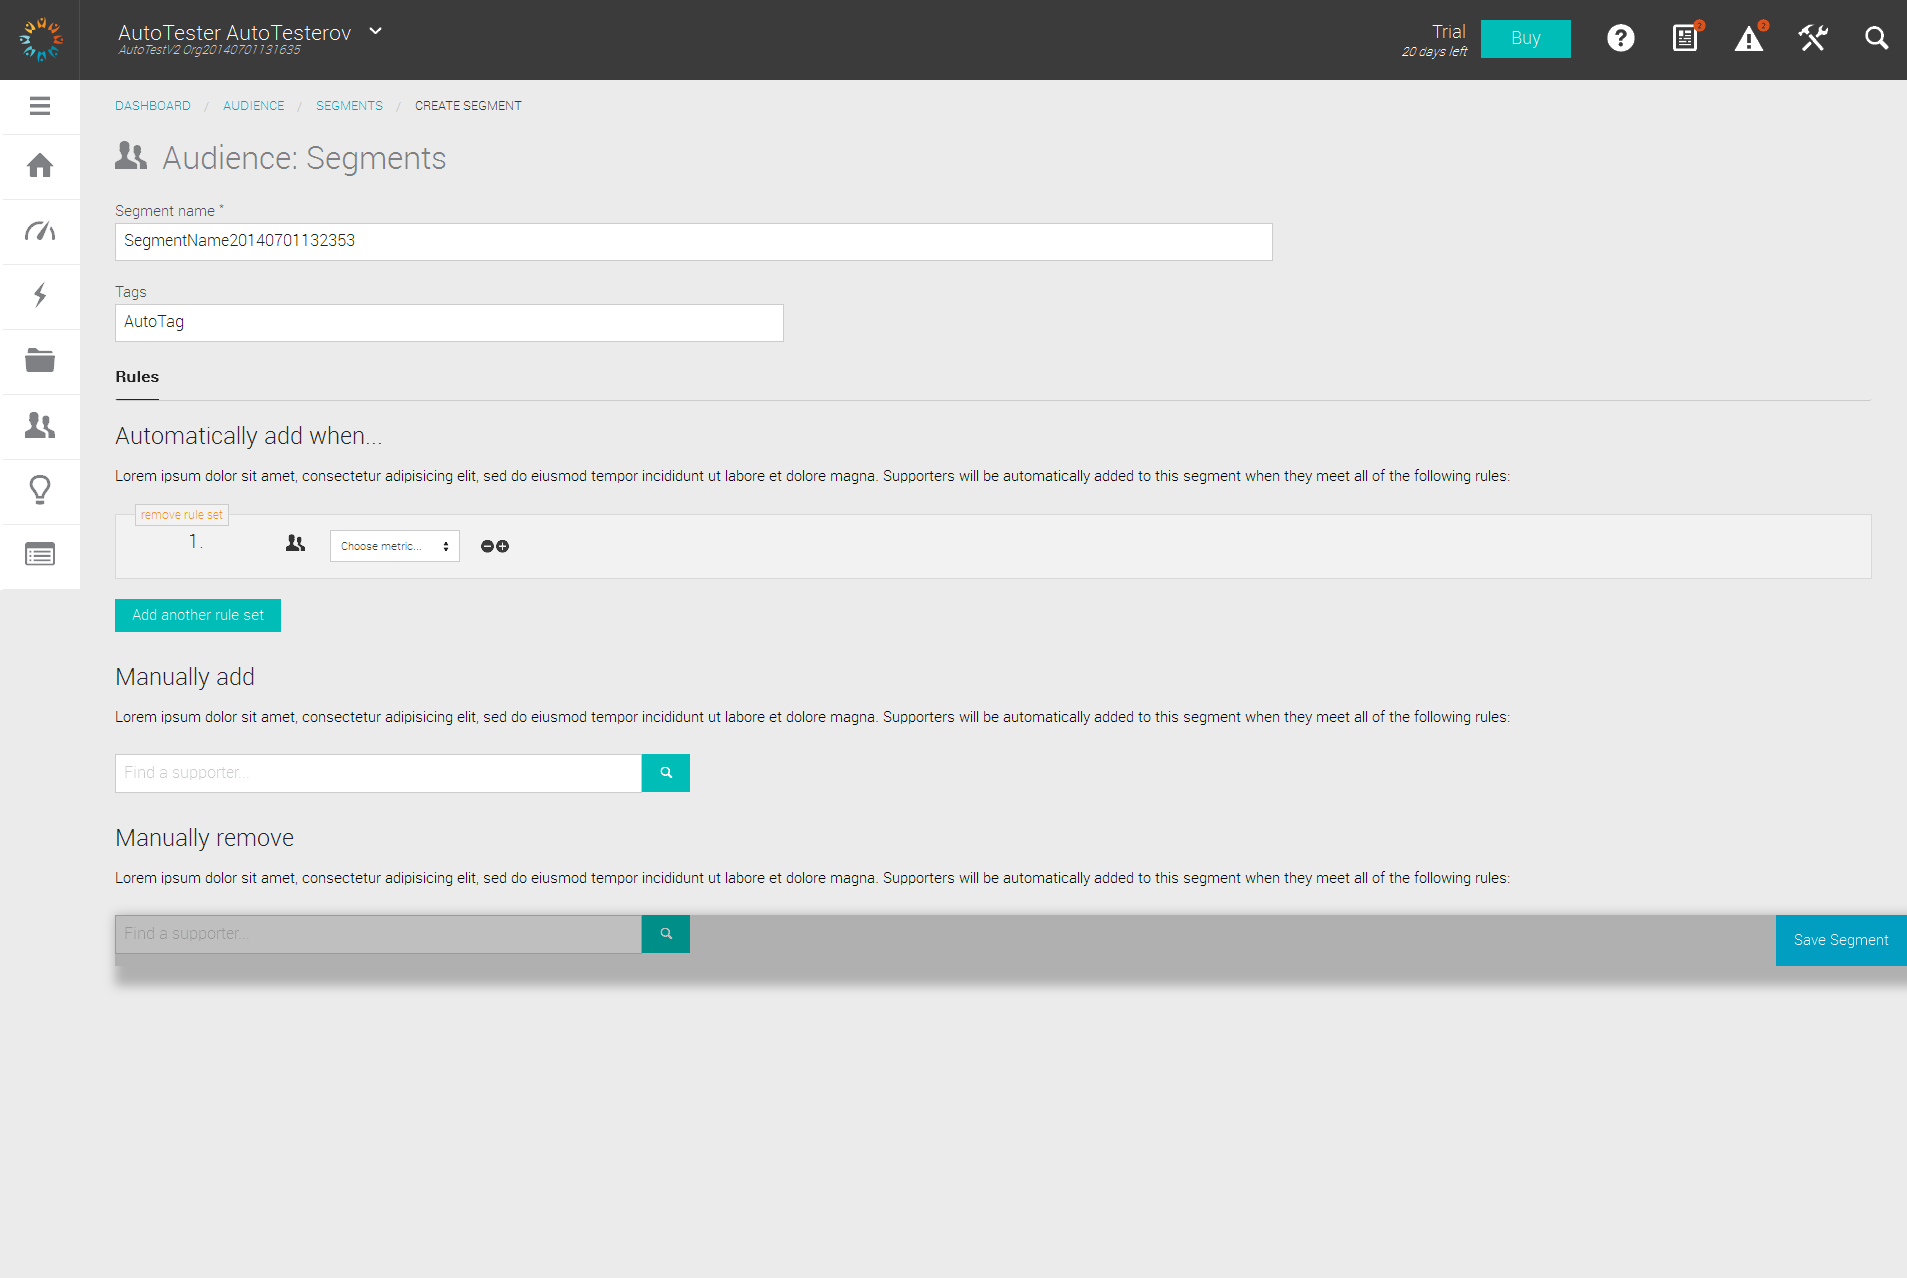 AutoTester AutoTesterov
AutoTestV2 Org20140701131635
Trial
20 days left
Buy
2
2
DASHBOARD / AUDIENCE / SEGMENTS / CREATE SEGMENT
Audience: Segments
Segment name *
SegmentName20140701132353
Tags
AutoTag
Rules
Automatically add when...
Lorem ipsum dolor sit amet, consectetur adipisicing elit, sed do eiusmod tempor incididunt ut labore et dolore magna. Supporters will be automatically added to this segment when they meet all of the following rules:
remove rule set
1.
Choose metric...
Add another rule set
Manually add
Lorem ipsum dolor sit amet, consectetur adipisicing elit, sed do eiusmod tempor incididunt ut labore et dolore magna. Supporters will be automatically added to this segment when they meet all of the following rules:
Find a supporter...
Manually remove
Lorem ipsum dolor sit amet, consectetur adipisicing elit, sed do eiusmod tempor incididunt ut labore et dolore magna. Supporters will be automatically added to this segment when they meet all of the following rules:
Find a supporter...
Save Segment